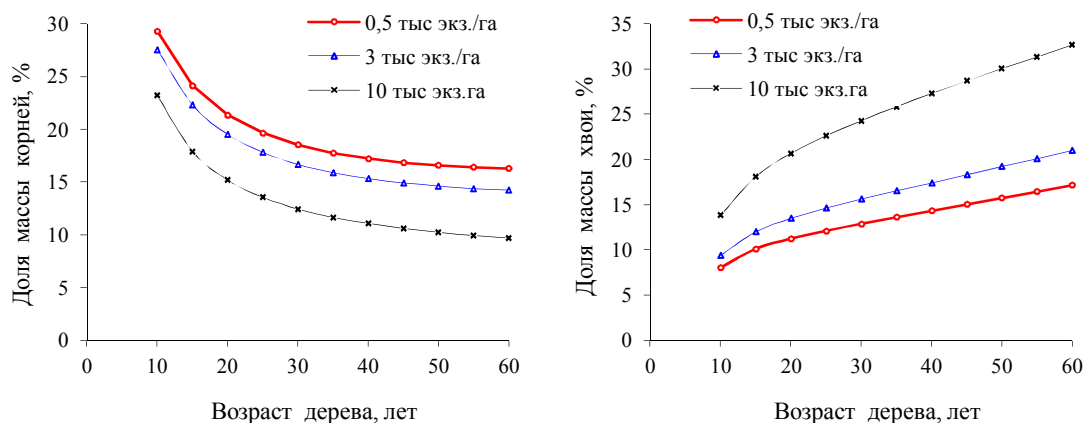 Доля массы корней, %
30
25
20
15
10
5
0
0,5 тыс экз./га
3 тыс экз./га
10 тыс экз.га
0 10 20 30 40 50 60
Возраст дерева, лет
Доля массы хвои, %
35
30
25
20
15
10
5
0
0,5 тыс экз./га
3 тыс экз./га
10 тыс экз.га
0 10 20 30 40 50 60
Возраст дерева, лет